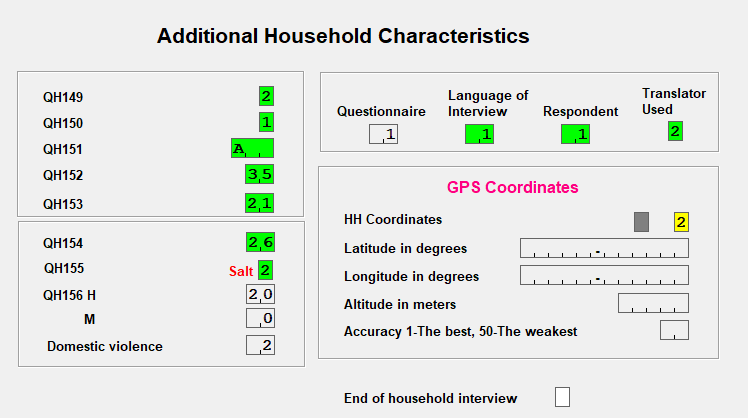 Additional Household Characteristics
QH149 2
QH150 1
QH151 A
QH152 35
QH153 21
QH154 26
QH155 Salt 2
QH156 H 20
M 0
Domestic violence 2
Questionnaire 1
Language of
Interview 1
Respondent 1
Translator
Used 2
GPS Coordinates
HH Coordinates 2
Latitude in degrees .
Longitude in degrees .
Altitude in meters
Accuracy 1-The best, 50-The weakest
End of household interview